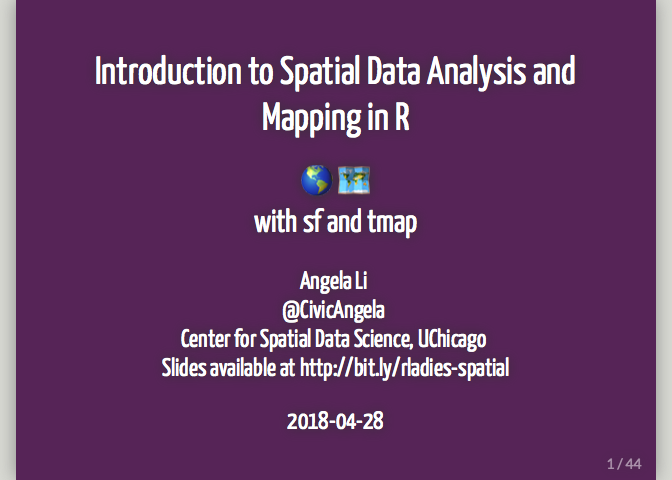 Introduction to Spatial Data Analysis and
Mapping in R
with sf and tmap
Angela Li
@CivicAngela
Center for Spatial Data Science, UChicago
Slides available at http://bit.ly/rladies-spatial
2018-04-28
1 / 44